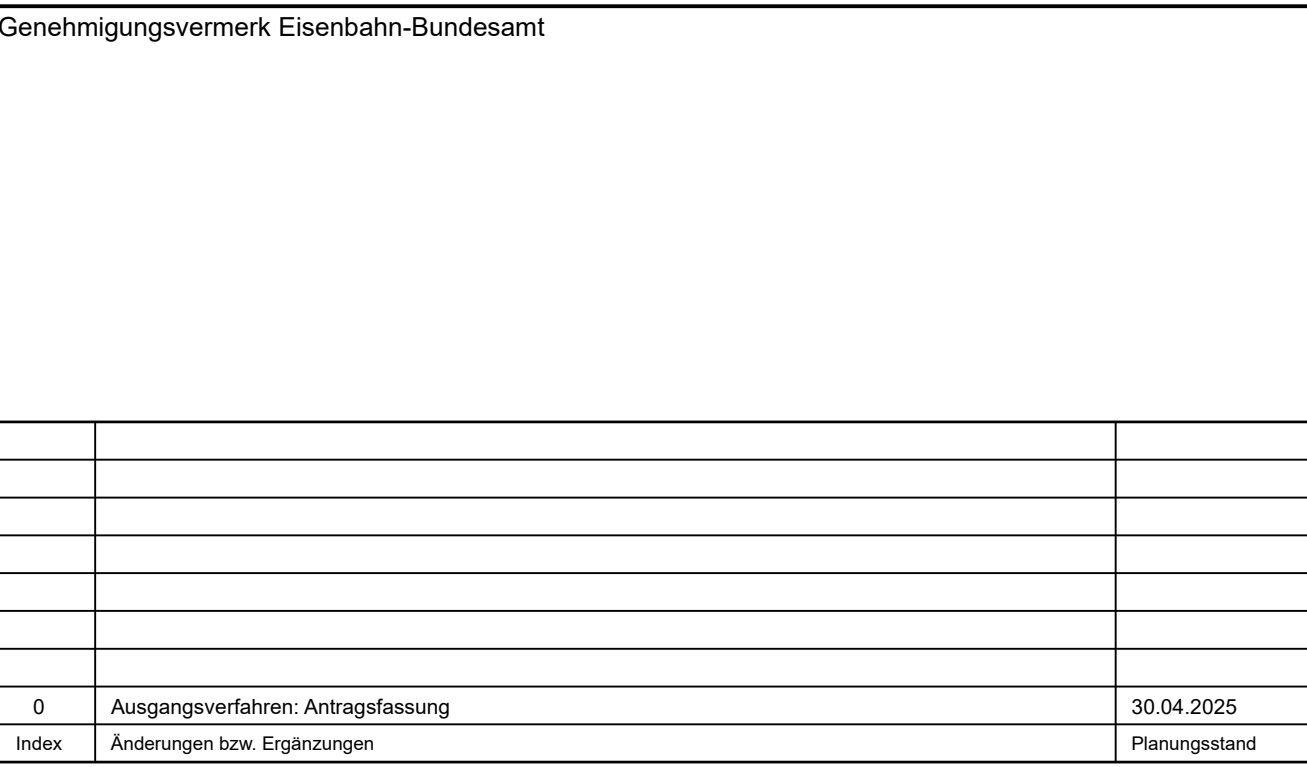 Genehmigungsvermerk Eisenbahn-Bundesamt
0 Ausgangsverfahren: Antragsfassung 30.04.2025
Index Änderungen bzw. Ergänzungen Planungsstand